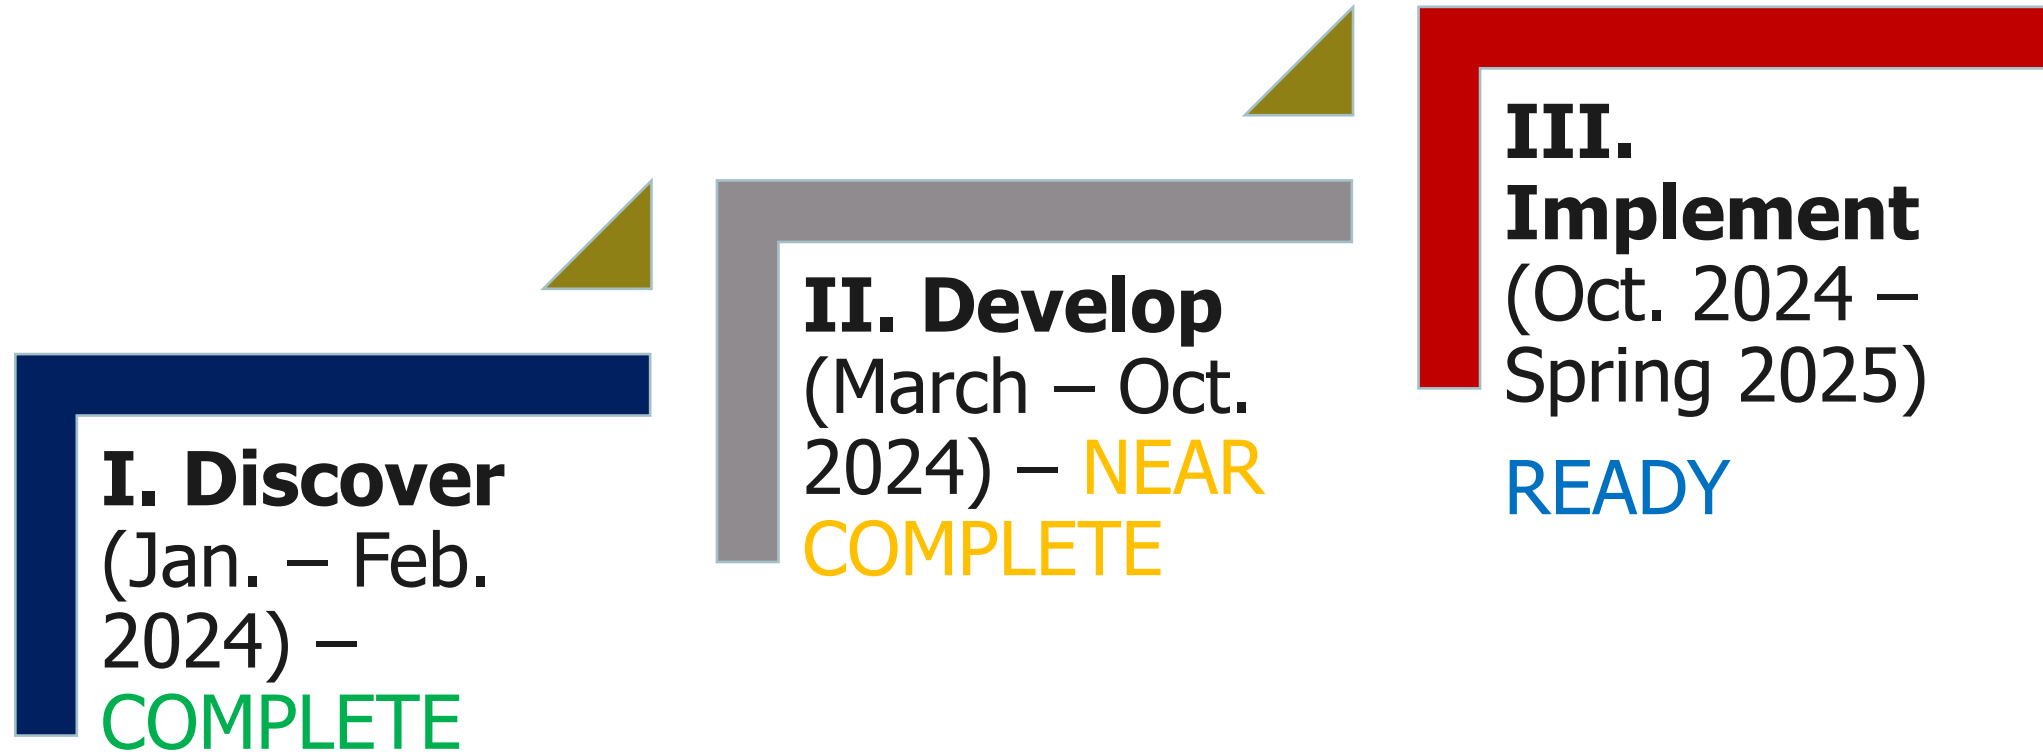 I. Discover
(Jan. – Feb.
2024) –
COMPLETE
II. Develop
(March – Oct.
2024) – NEAR
COMPLETE
III.
Implement
(Oct. 2024 –
Spring 2025)
READY